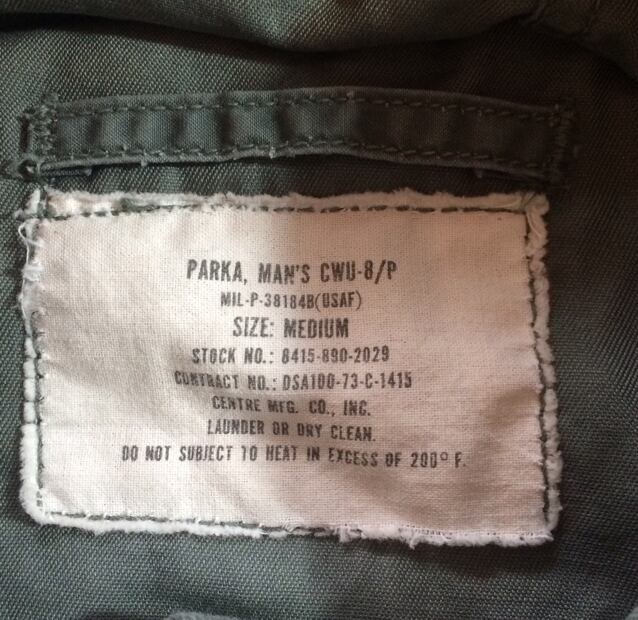 PARKA, MAN'S CWU-8/P
MIL-P-38184B(USAF)
SIZE: MEDIUM
STOCK NO.: 8415-890-2029
CONTRACT NO.: DSA100-73-C-1415
CENTRE MFG. CO., INC.
LAUNDER OR DRY CLEAN.
DO NOT SUBJECT TO HEAT IN EXCESS OF 200° F.